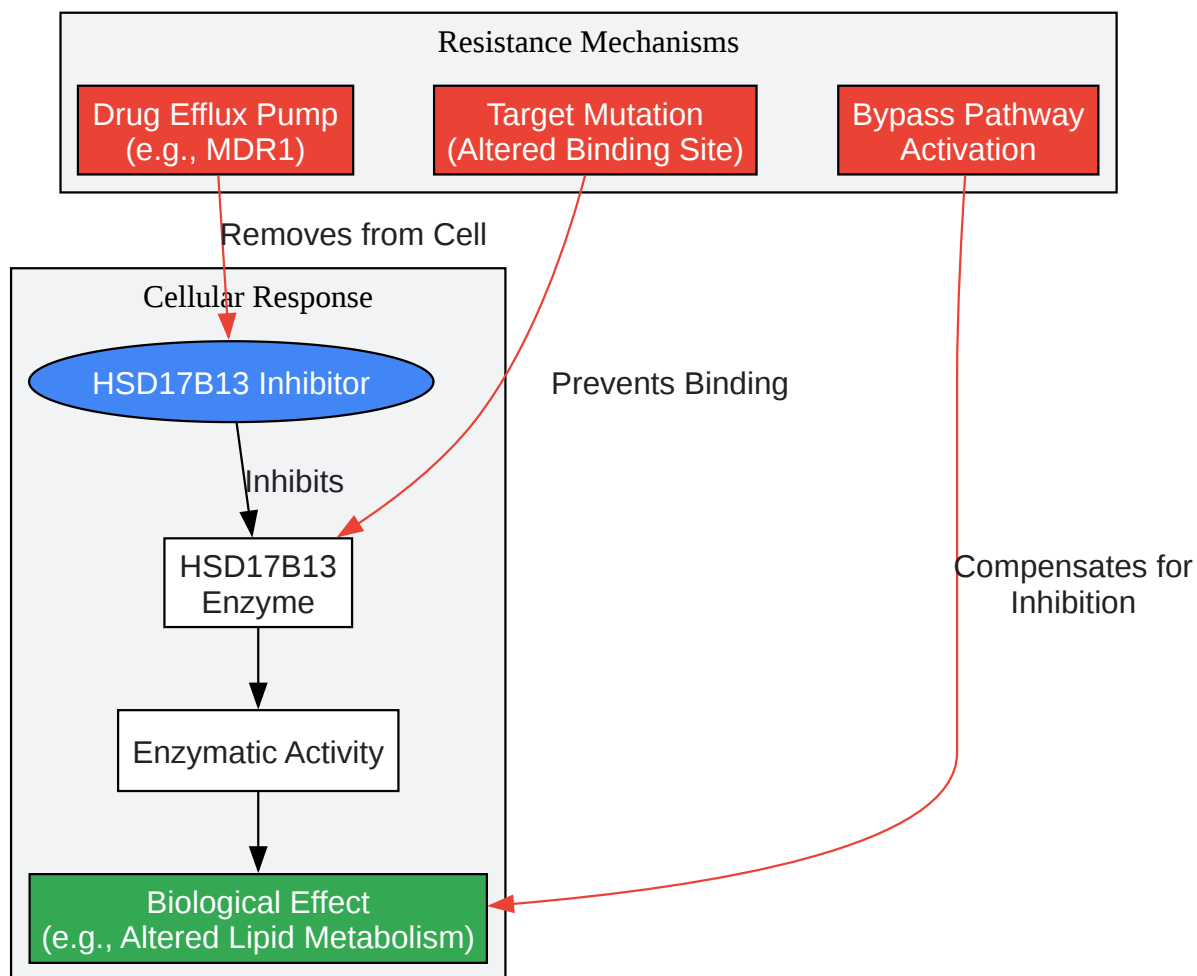 Resistance Mechanisms
Drug Efflux Pump
(e.g., MDR1)
Target Mutation
(Altered Binding Site)
Bypass Pathway
Activation
Removes from Cell
Cellular Response
HSD17B13 Inhibitor
Prevents Binding
Inhibits
HSD17B13
Enzyme
Compensates for
Inhibition
Enzymatic Activity
Biological Effect
(e.g., Altered Lipid Metabolism)